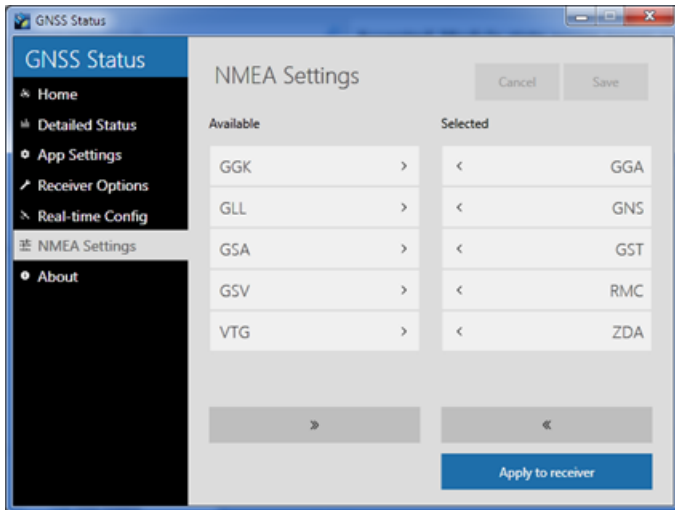 GNSS Status
GNSS Status
Home
Detailed Status
App Settings
Receiver Options
Real-time Config
NMEA Settings
About
NMEA Settings
Cancel
Save
Available
Selected
GGK >
< GGA
GLL >
< GNS
GSA >
< GST
GSV >
< RMC
VTG >
< ZDA
»
«
Apply to receiver